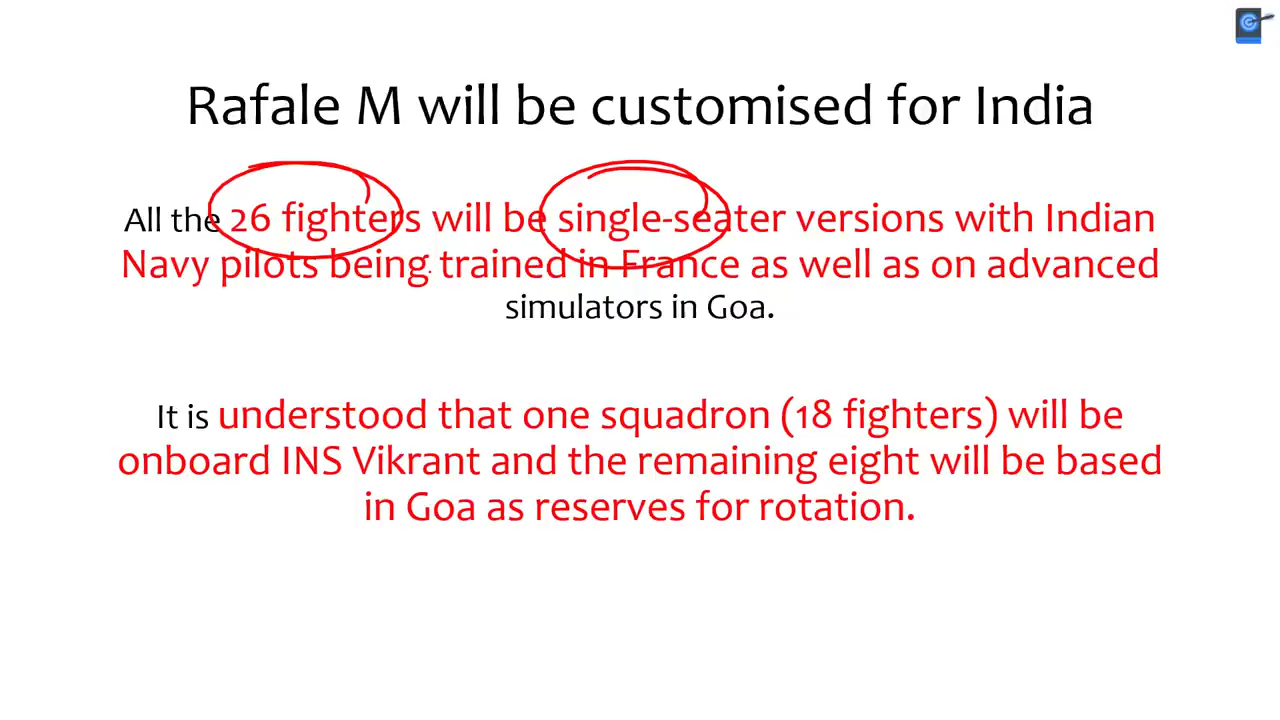 Rafale M will be customised for India
All the 26 fighters will be single-seater versions with Indian
Navy pilots being trained in France as well as on advanced
simulators in Goa.
It is understood that one squadron (18 fighters) will be
onboard INS Vikrant and the remaining eight will be based
in Goa as reserves for rotation.